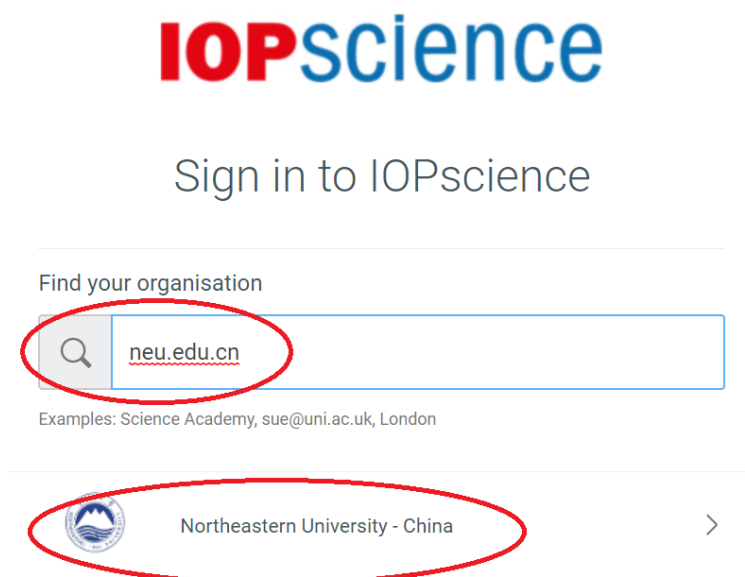 IOPscience
Sign in to IOPscience
Find your organisation
neu.edu.cn
Examples: Science Academy, sue@uni.ac.uk, London
Northeastern University - China